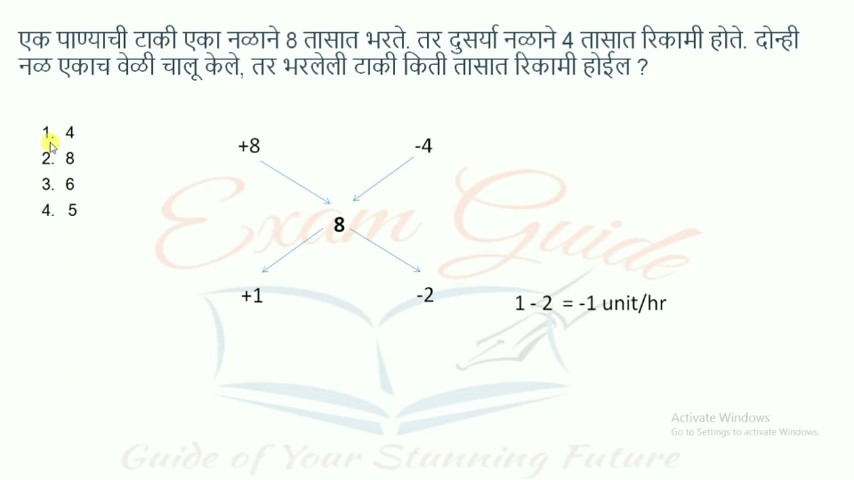 एक पाण्याची टाकी एका नळाने 8 तासात भरते. तर दुसर्या नळाने 4 तासात रिकामी होते. दोन्ही
नळ एकाच वेळी चालू केले, तर भरलेली टाकी किती तासात रिकामी होईल ?
1. 4
2. 8
3. 6
4. 5
+8 -4
8
+1 -2
1 - 2 = -1 unit/hr
Exam Guide
Guide of Your Stunning Future
Activate Windows
Go to Settings to activate Windows.